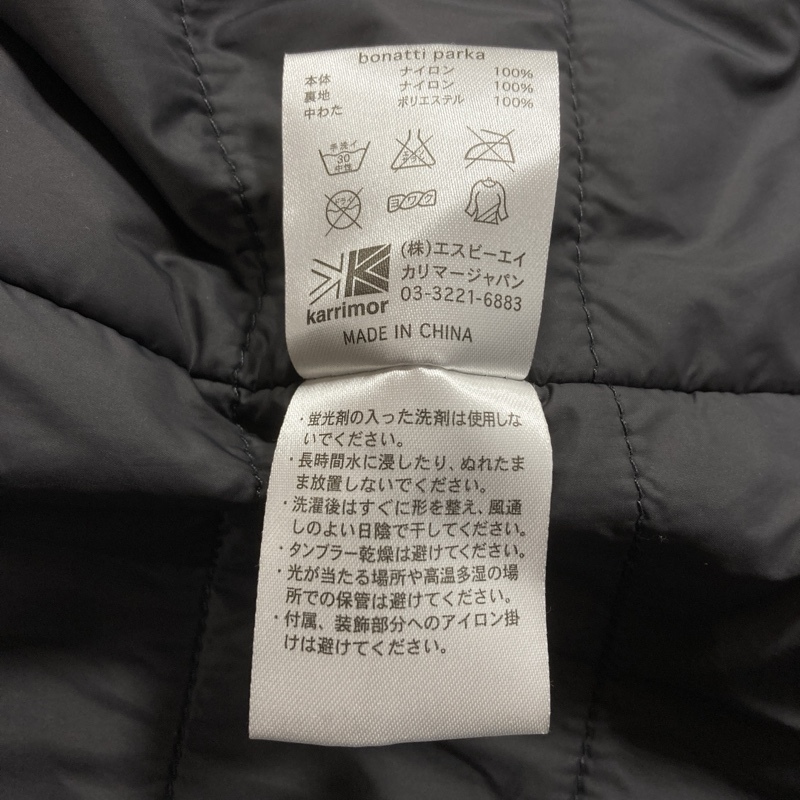 bonatti parka
本体 ナイロン 100%
裏地 ナイロン 100%
中わた ポリエステル 100%
手洗イ
30
中性
エンソ
サラシ
ドライ
ヨワク
(株)エスビーエイ
カリマージャパン
03-3221-6883
karrimor
MADE IN CHINA
・蛍光剤の入った洗剤は使用しな
いでください。
・長時間水に浸したり、ぬれたま
ま放置しないでください。
・洗濯後はすぐに形を整え、風通
しのよい日陰で干してください。
・タンブラー乾燥は避けてください。
・光が当たる場所や高温多湿の場
所での保管は避けてください。
・付属、装飾部分へのアイロン掛
けは避けてください。